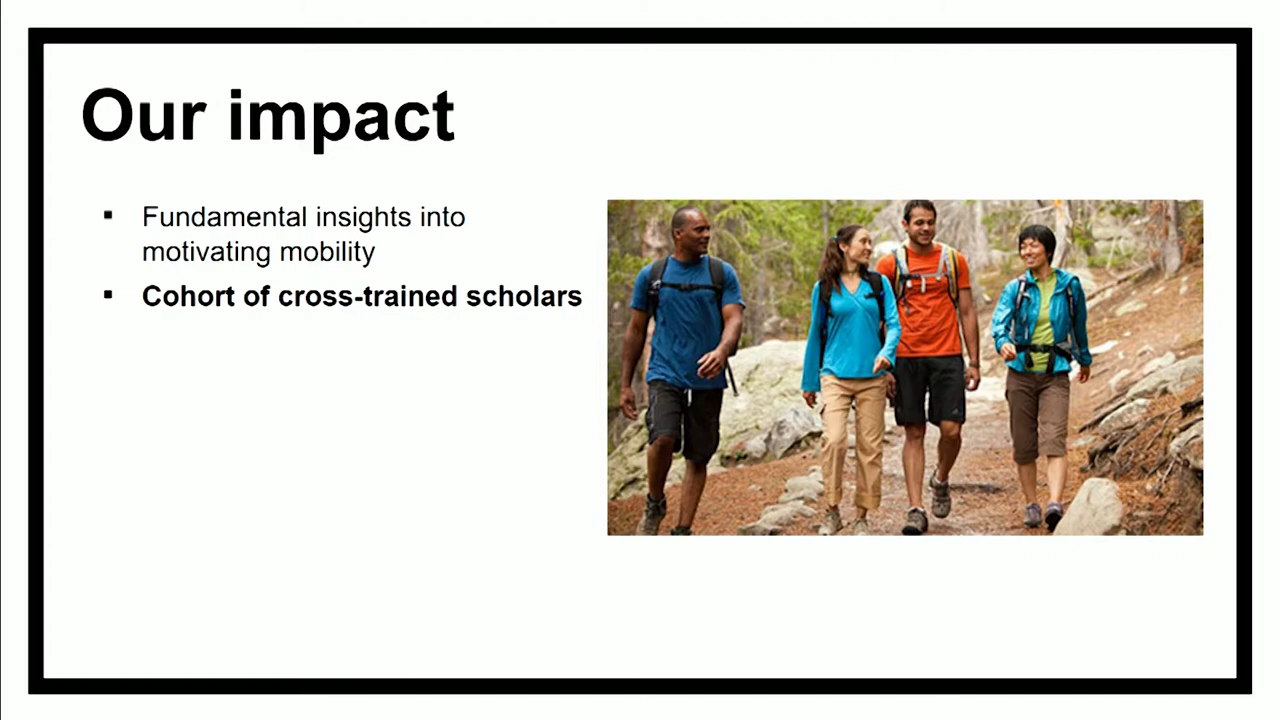 Our impact
▪ Fundamental insights into
motivating mobility
▪ Cohort of cross-trained scholars